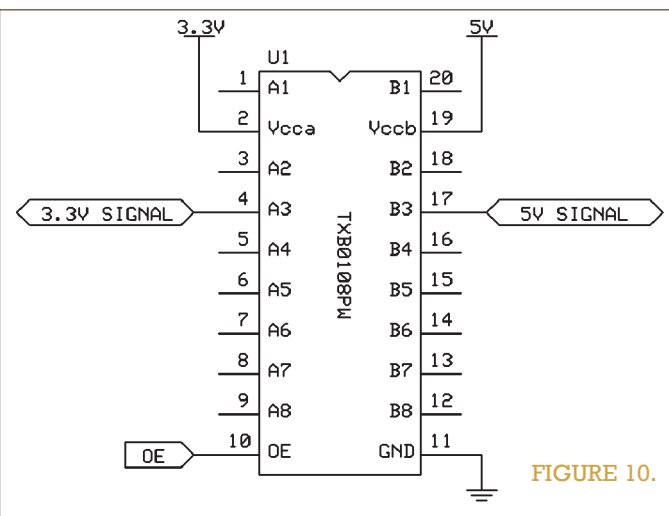 3.3V
5V
U1
1 A1 B1 20
2 Vcca Vccb 19
3 A2 B2 18
3.3V SIGNAL 4 A3 B3 17 5V SIGNAL
5 A4 B4 16
6 A5 B5 15
7 A6 B6 14
8 A7 B7 13
9 A8 B8 12
OE 10 OE GND 11
TXB0108PW
FIGURE 10.